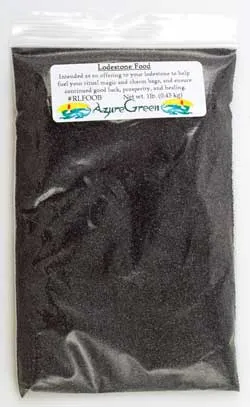 Lodestone Food
Intended as an offering to your lodestone to help
fuel your ritual magic and charm bags, and ensure
continued good luck, prosperity, and healing.
#RLFOOB Net wt. 1lb. (0.45 kg)
AzureGreen